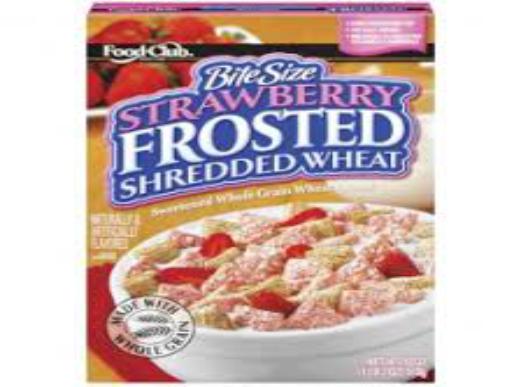 Food Club®
Bite Size
STRAWBERRY
FROSTED
SHREDDED WHEAT
Sweetened Whole Grain Wheat
NATURALLY &
ARTIFICIALLY
FLAVORED
MADE WITH
WHOLE GRAIN